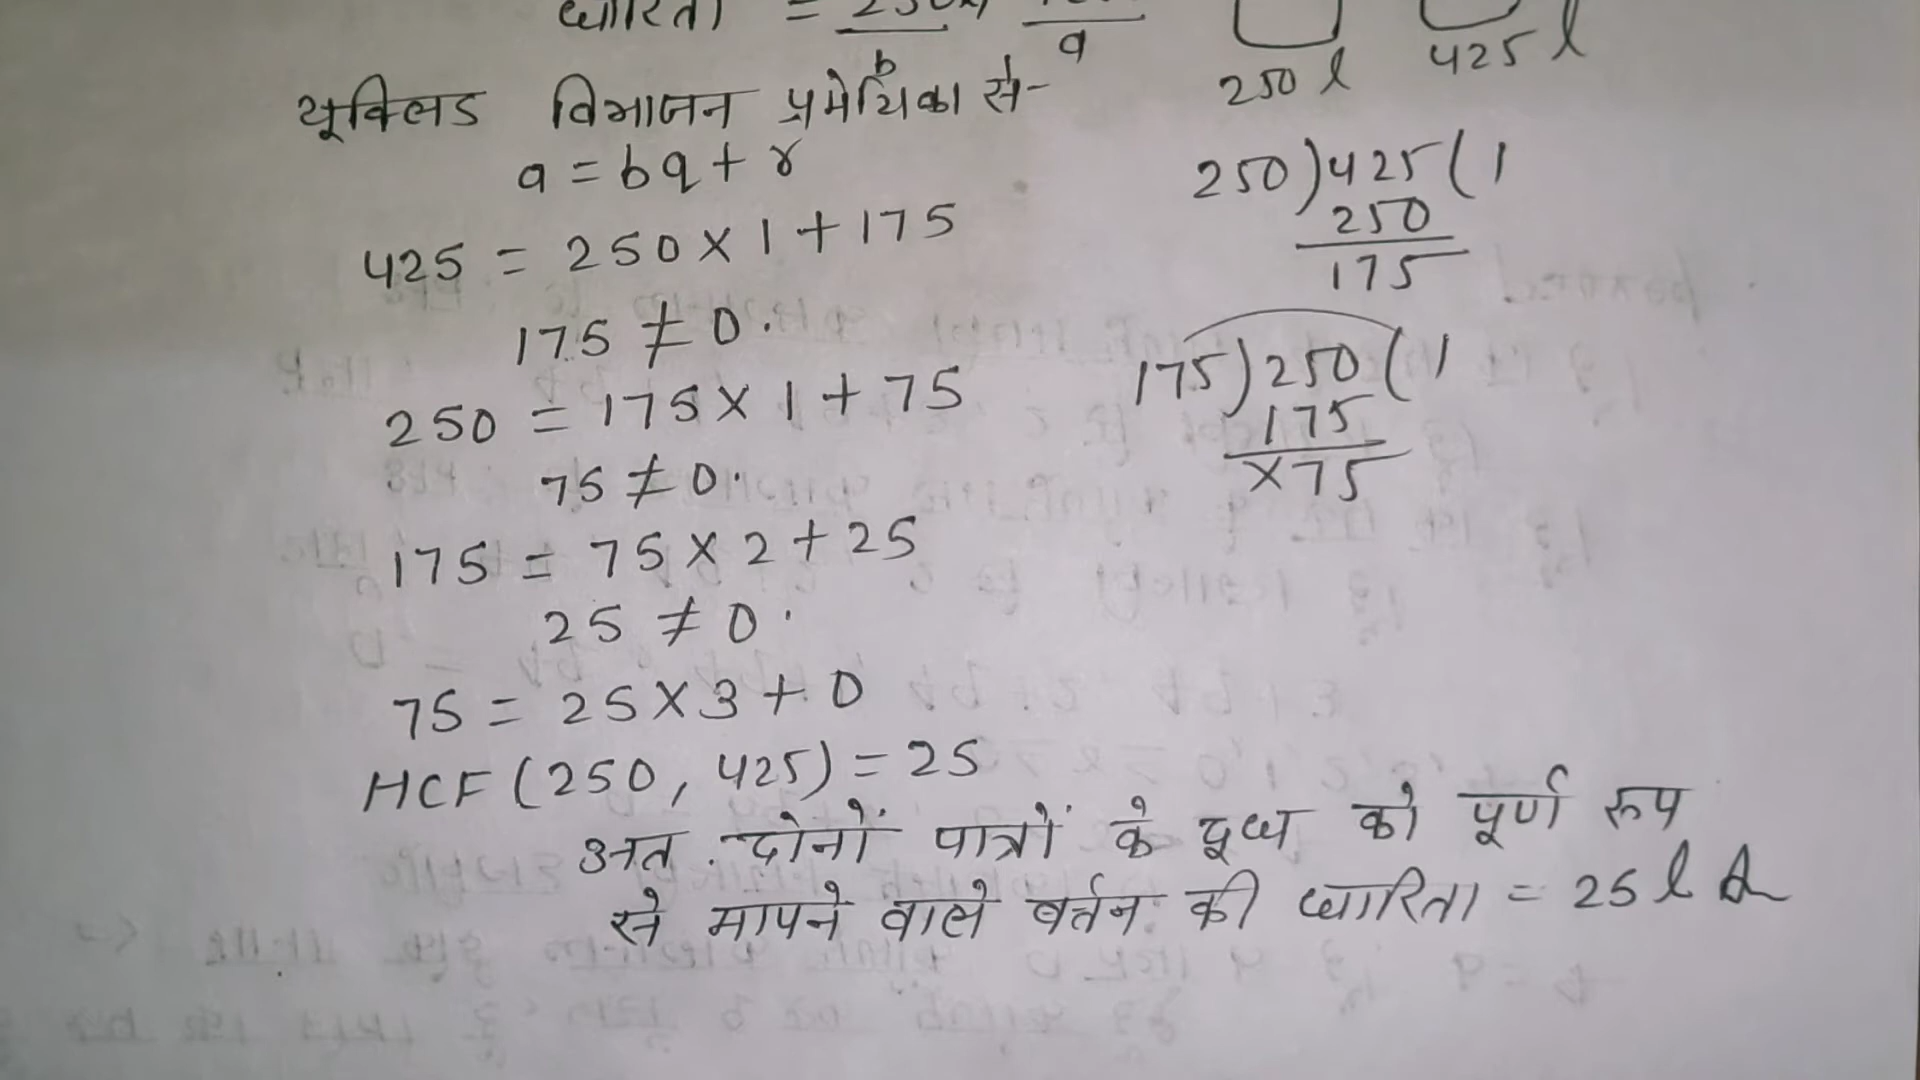 धारिता =
b a
250 l 425 l
यूक्लिड विभाजन प्रमेयिका से-
a = bq + r
425 = 250 × 1 + 175
175 ≠ 0.
250 = 175 × 1 + 75
75 ≠ 0.
175 = 75 × 2 + 25
25 ≠ 0.
75 = 25 × 3 + 0
HCF (250, 425) = 25
अत. दोनों पात्रों के दूध को पूर्ण रूप
से मापने वाले बर्तन की धारिता = 25 l
250)425(1
250
175
175)250(1
175
×75